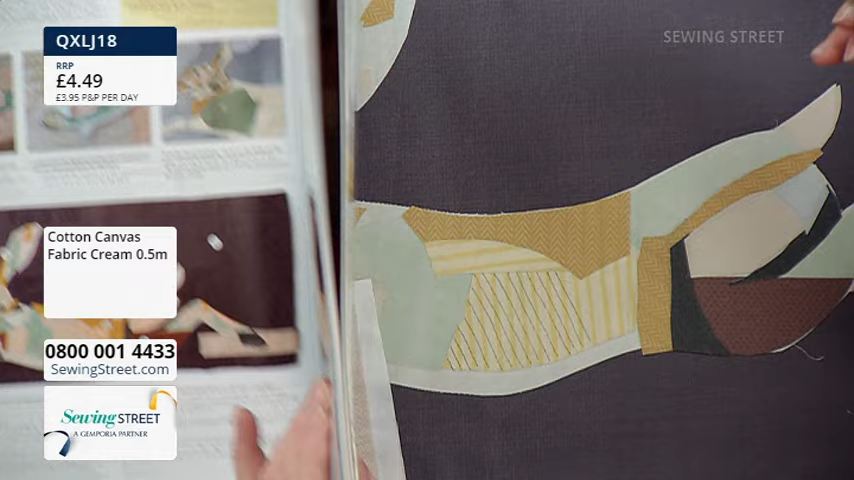 QXLJ18
RRP
£4.49
£3.95 P&P PER DAY
Cotton Canvas
Fabric Cream 0.5m
0800 001 4433
SewingStreet.com
Sewing STREET
A GEMPORIA PARTNER
SEWING STREET